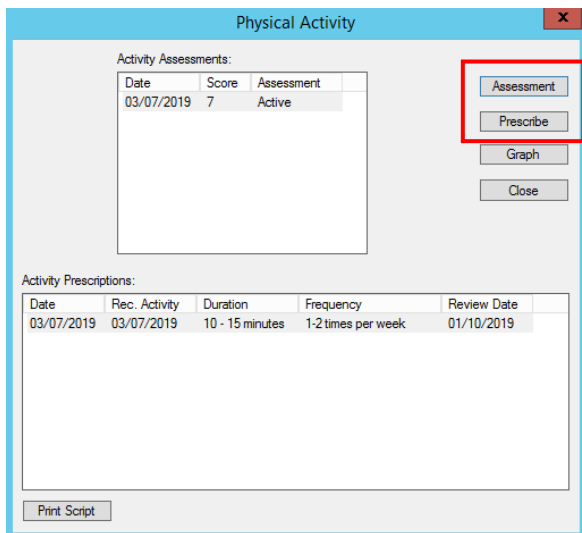 Physical Activity
x
Activity Assessments:
Date Score Assessment
03/07/2019 7 Active
Assessment
Prescribe
Graph
Close
Activity Prescriptions:
Date Rec. Activity Duration Frequency Review Date
03/07/2019 03/07/2019 10 - 15 minutes 1-2 times per week 01/10/2019
Print Script